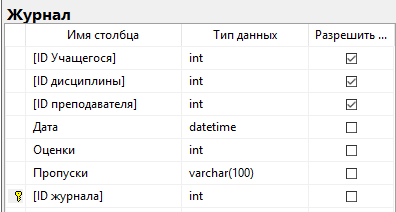 Журнал
Имя столбца Тип данных Разрешить ...
[ID Учащегося] int
[ID дисциплины] int
[ID преподавателя] int
Дата datetime
Оценки int
Пропуски varchar(100)
[ID журнала] int